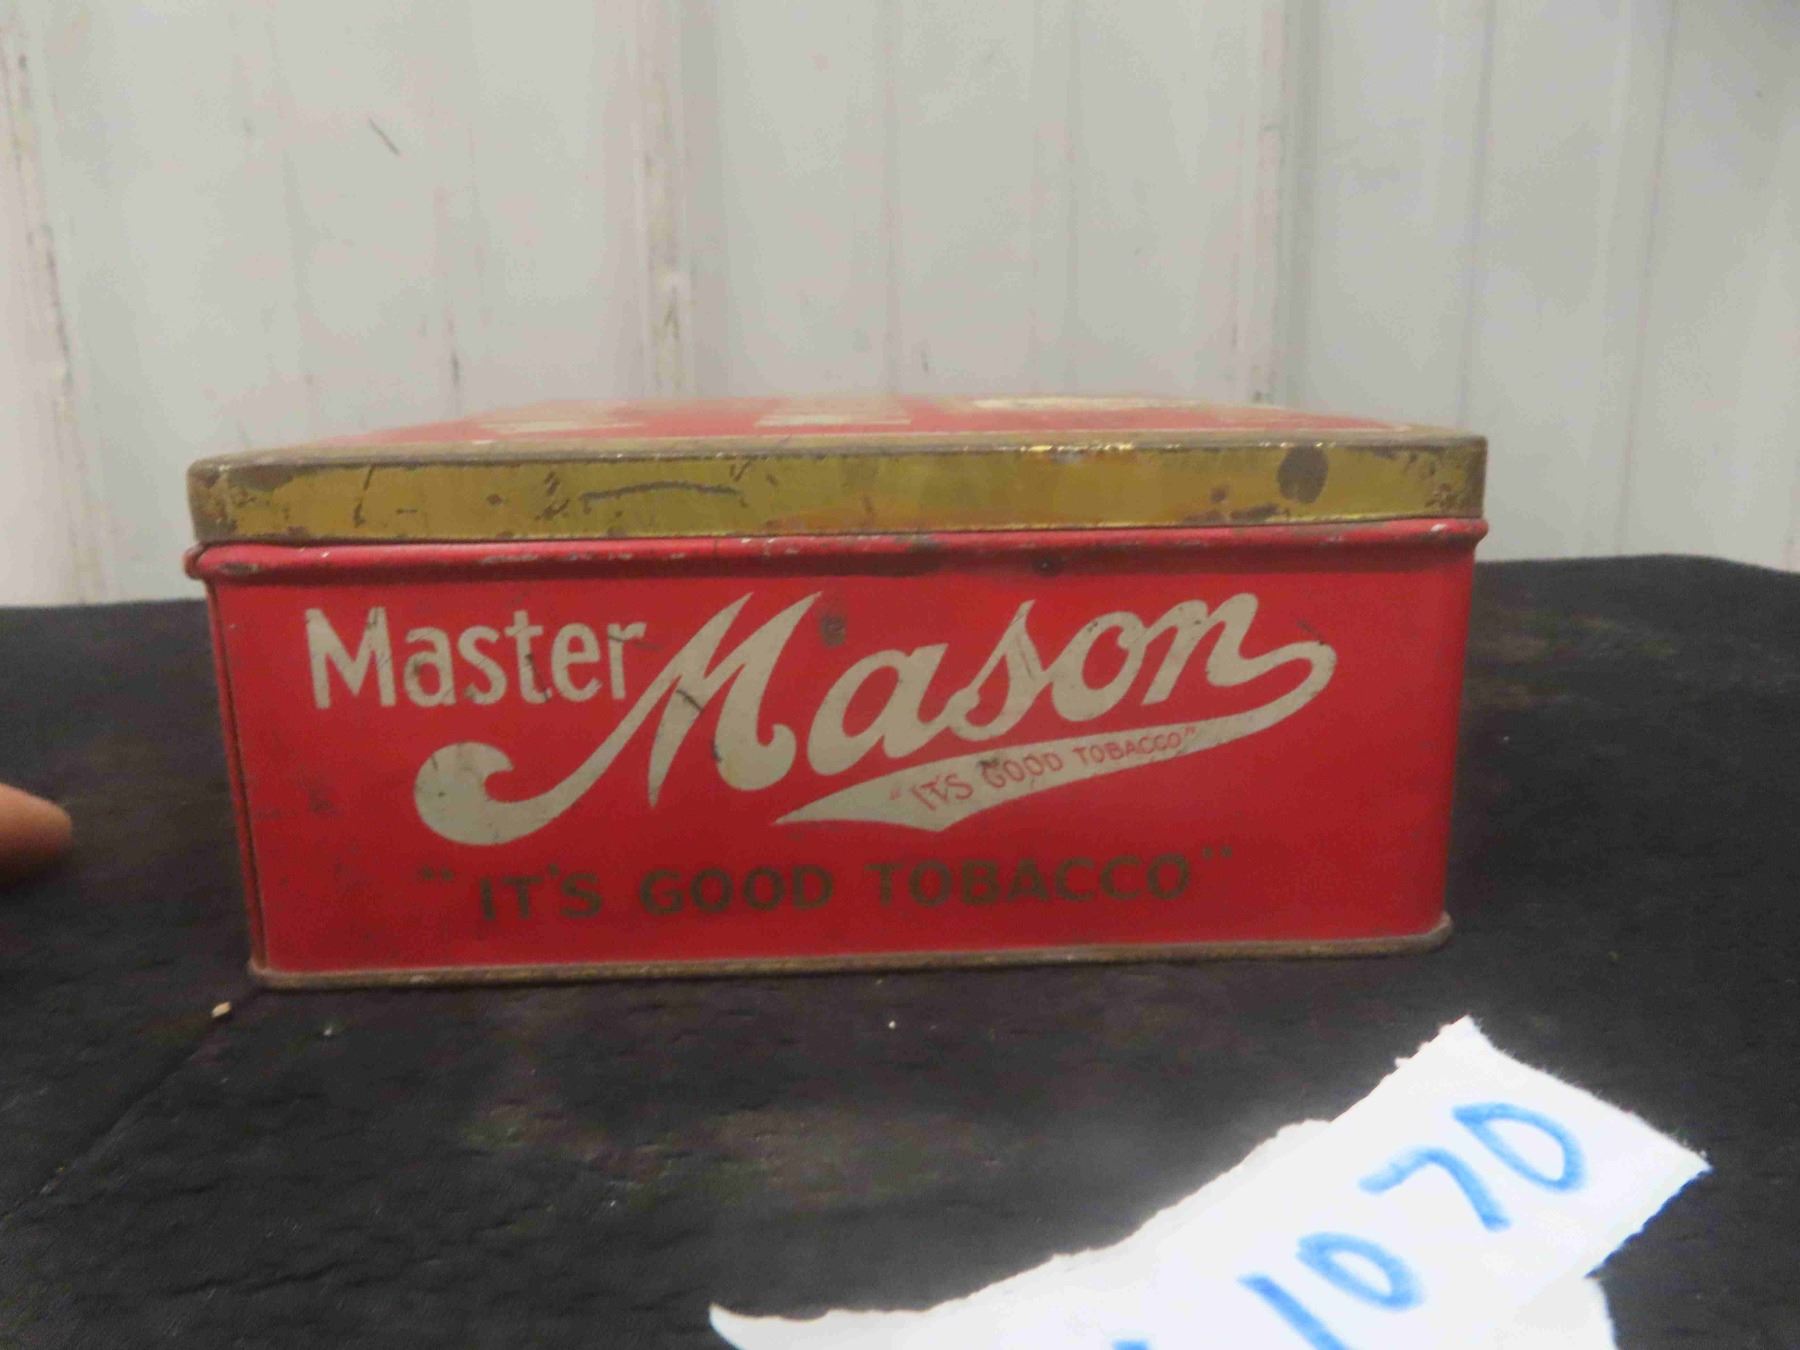 Master Mason
"IT'S GOOD TOBACCO"
"IT'S GOOD TOBACCO"
1070